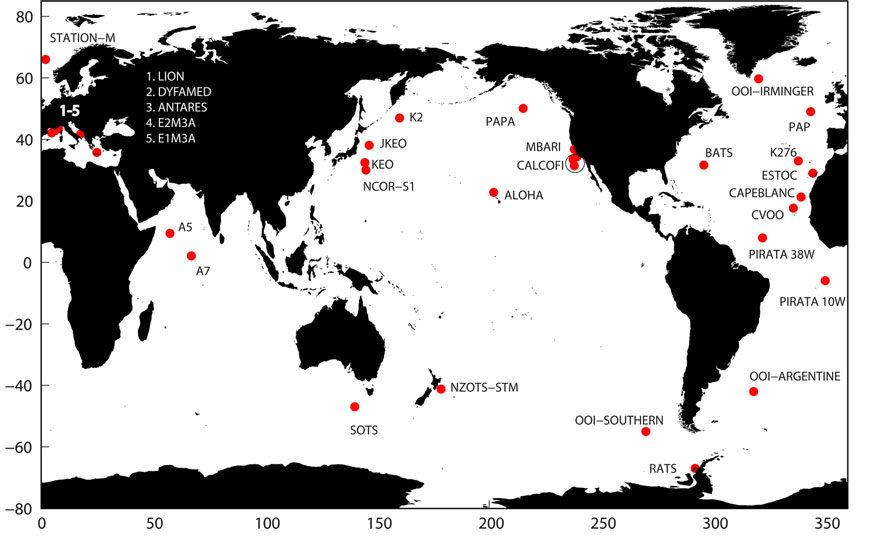 80
60
40
20
0
−20
−40
−60
−80
STATION−M
1. LION
2. DYFAMED
3. ANTARES
4. E2M3A
5. E1M3A
1-5
K2
JKEO
KEO
NCOR−S1
PAPA
MBARI
CALCOFI
ALOHA
OOI−IRMINGER
PAP
BATS
K276
ESTOC
CAPEBLANC
CVOO
PIRATA 38W
PIRATA 10W
A5
A7
NZOTS−STM
SOTS
OOI−ARGENTINE
OOI−SOUTHERN
RATS
0 50 100 150 200 250 300 350